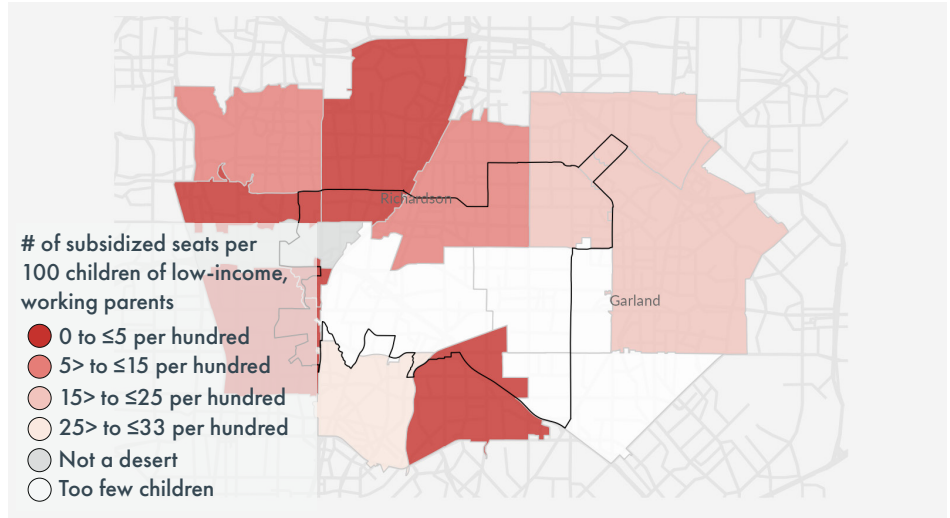 Richardson
# of subsidized seats per
100 children of low-income,
working parents
Garland
0 to ≤5 per hundred
5> to ≤15 per hundred
15> to ≤25 per hundred
25> to ≤33 per hundred
Not a desert
Too few children